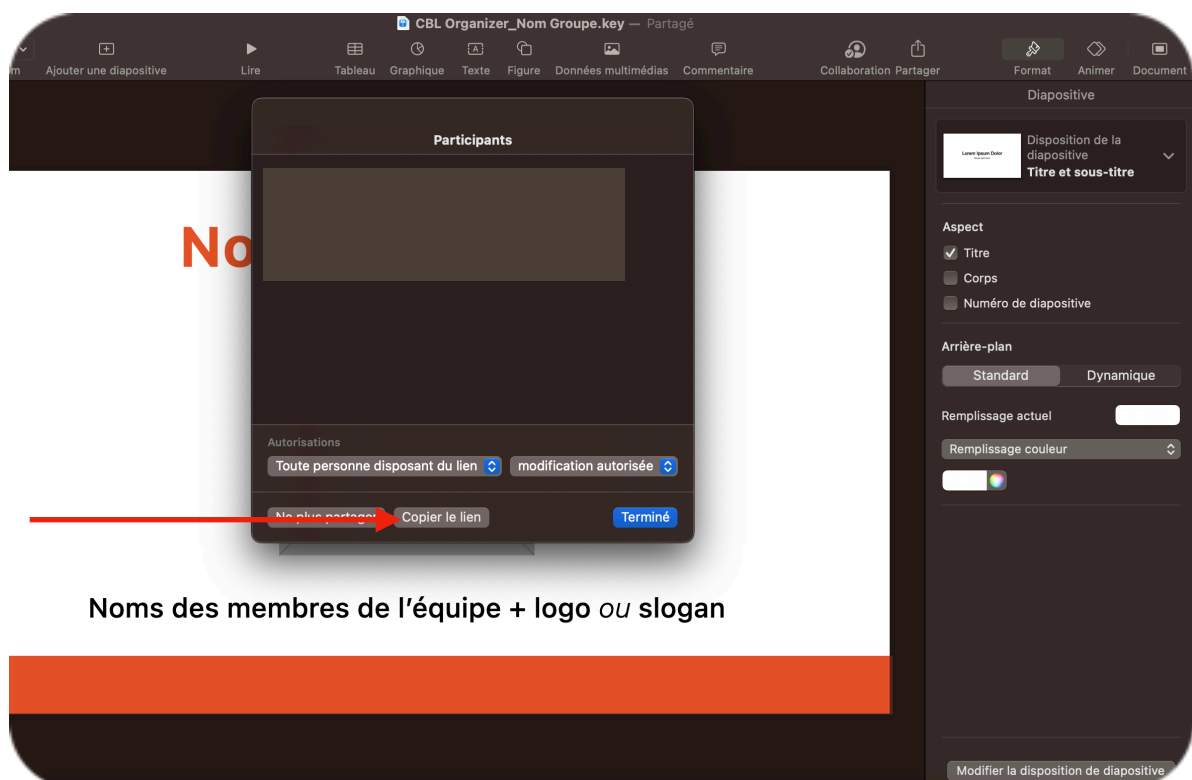 CBL Organizer_Nom Groupe.key — Partagé
Ajouter une diapositive
Lire
Tableau
Graphique
Texte
Figure
Données multimédias
Commentaire
Collaboration
Partager
Format
Animer
Document
Diapositive
Participants
Lorem Ipsum Dolor
Disposition de la
diapositive
Titre et sous-titre
No
Aspect
Titre
Corps
Numéro de diapositive
Arrière-plan
Standard
Dynamique
Remplissage actuel
Remplissage couleur
Autorisations
Toute personne disposant du lien
modification autorisée
Ne plus partager
Copier le lien
Terminé
Noms des membres de l'équipe + logo ou slogan
Modifier la disposition de diapositive